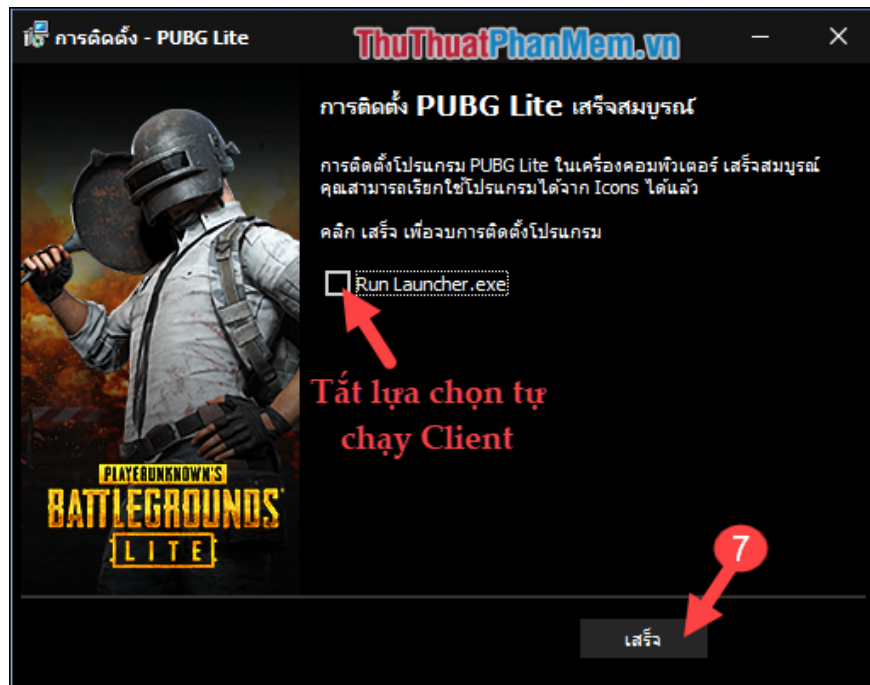 การติดตั้ง - PUBG Lite
ThuThuatPhanMem.vn
การติดตั้ง PUBG Lite เสร็จสมบูรณ์
การติดตั้งโปรแกรม PUBG Lite ในเครื่องคอมพิวเตอร์ เสร็จสมบูรณ์
คุณสามารถเรียกใช้โปรแกรมได้จาก Icons ได้แล้ว
คลิก เสร็จ เพื่อจบการติดตั้งโปรแกรม
Run Launcher.exe
Tắt lựa chọn tự
chạy Client
PLAYERUNKNOWN'S
BATTLEGROUNDS
LITE
7
เสร็จ